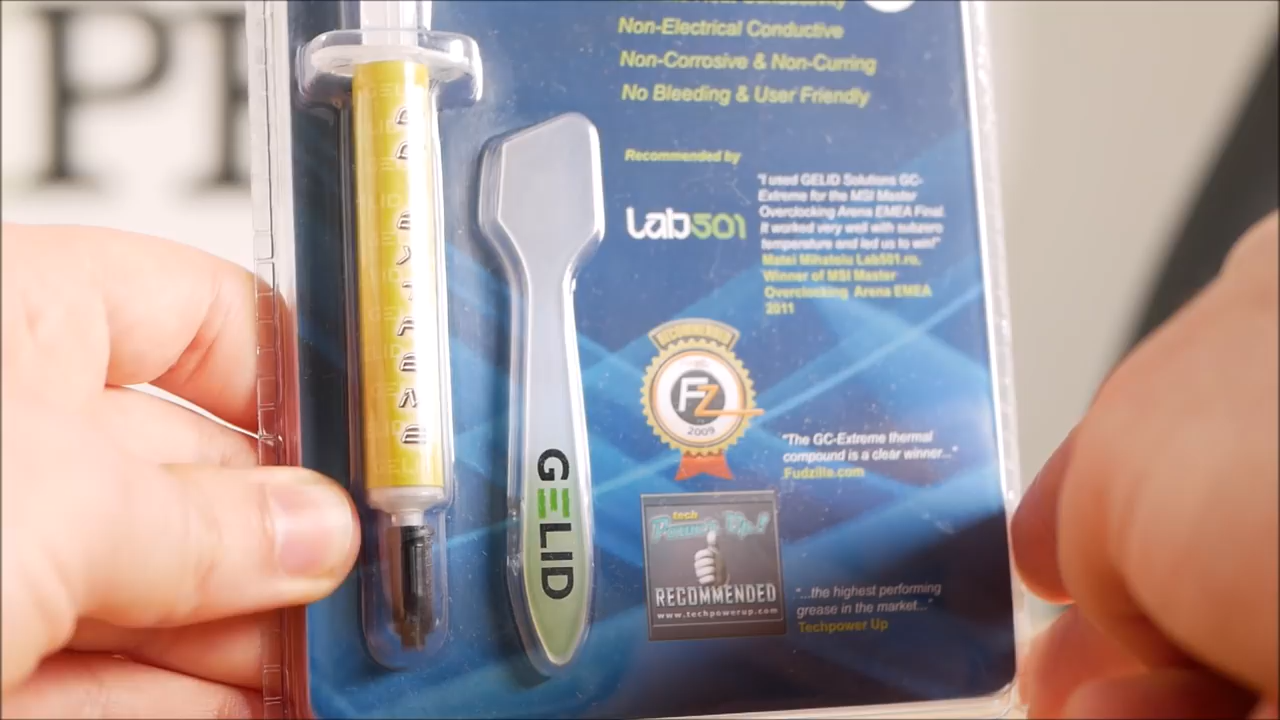 Non-Electrical Conductive
Non-Corrosive & Non-Curring
No Bleeding & User Friendly
Recommended by
Lab501
"I used GELID Solutions GC-
Extreme for the MSI Master
Overclocking Arena EMEA Final.
It worked very well with subzero
temperature and led us to win!"
Matei Mihatoiu Lab501.ro,
Winner of MSI Master
Overclocking Arena EMEA
2011
RECOMMENDED
FZ
2009
"The GC-Extreme thermal
compound is a clear winner..."
Fudzilla.com
tech
PowerUp!
RECOMMENDED
www.techpowerup.com
"...the highest performing
grease in the market..."
Techpower Up
GELID